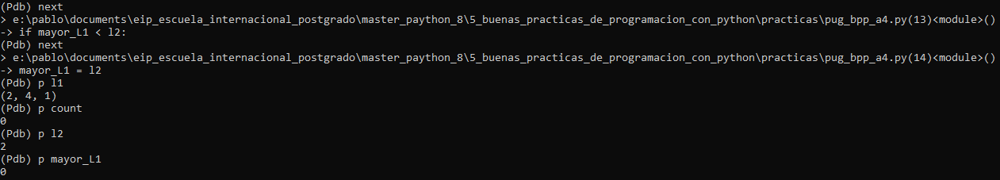 (Pdb) next
> e:\pablo\documents\eip_escuela_internacional_postgrado\master_paython_8\5_buenas_practicas_de_programacion_con_python\practicas\pug_bpp_a4.py(13)<module>()
-> if mayor_L1 < l2:
(Pdb) next
> e:\pablo\documents\eip_escuela_internacional_postgrado\master_paython_8\5_buenas_practicas_de_programacion_con_python\practicas\pug_bpp_a4.py(14)<module>()
-> mayor_L1 = l2
(Pdb) p l1
(2, 4, 1)
(Pdb) p count
0
(Pdb) p l2
2
(Pdb) p mayor_L1
0